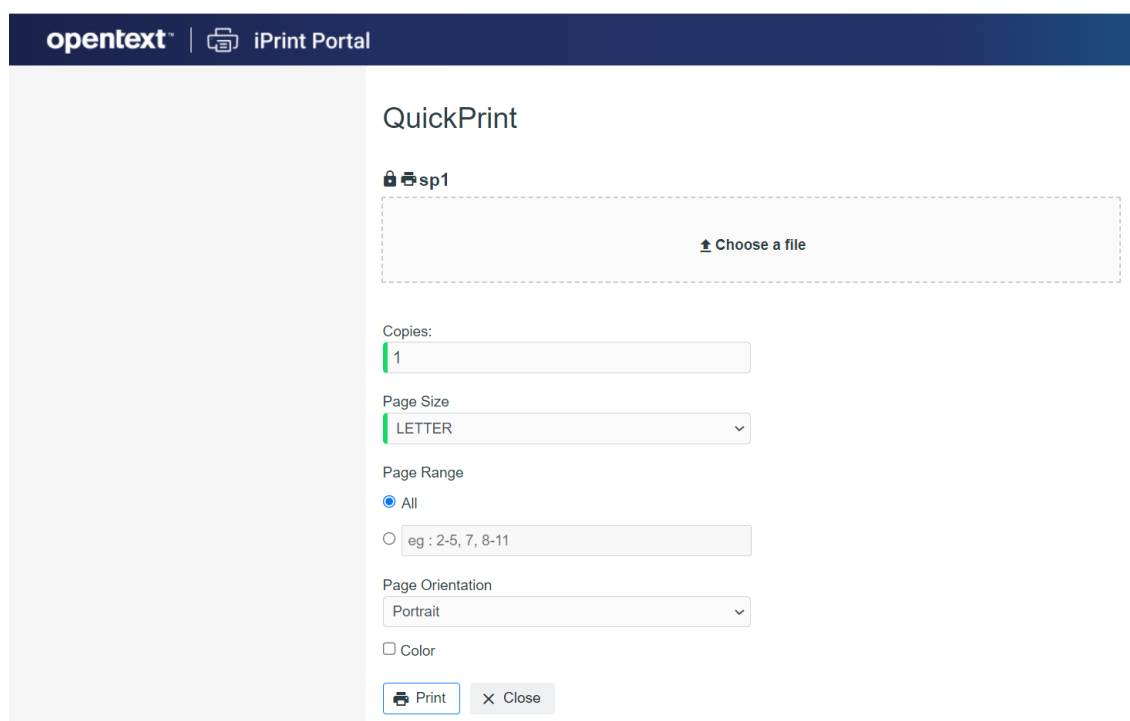 opentext™ | iPrint Portal
QuickPrint
sp1
Choose a file
Copies:
1
Page Size
LETTER
Page Range
All
eg : 2-5, 7, 8-11
Page Orientation
Portrait
Color
Print Close